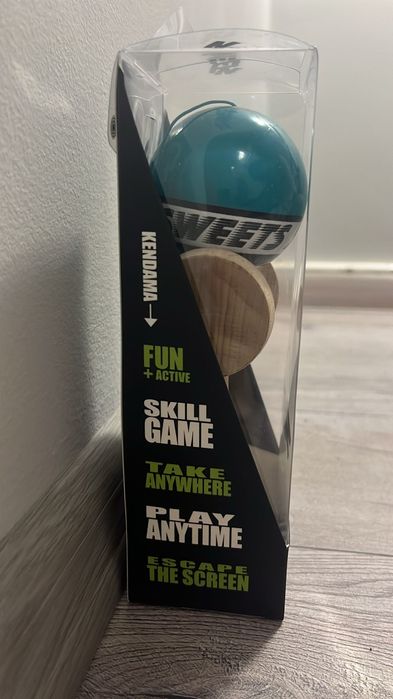 SWEETS
KENDAMA →
FUN
+ ACTIVE
SKILL
GAME
TAKE
ANYWHERE
PLAY
ANYTIME
ESCAPE
THE SCREEN